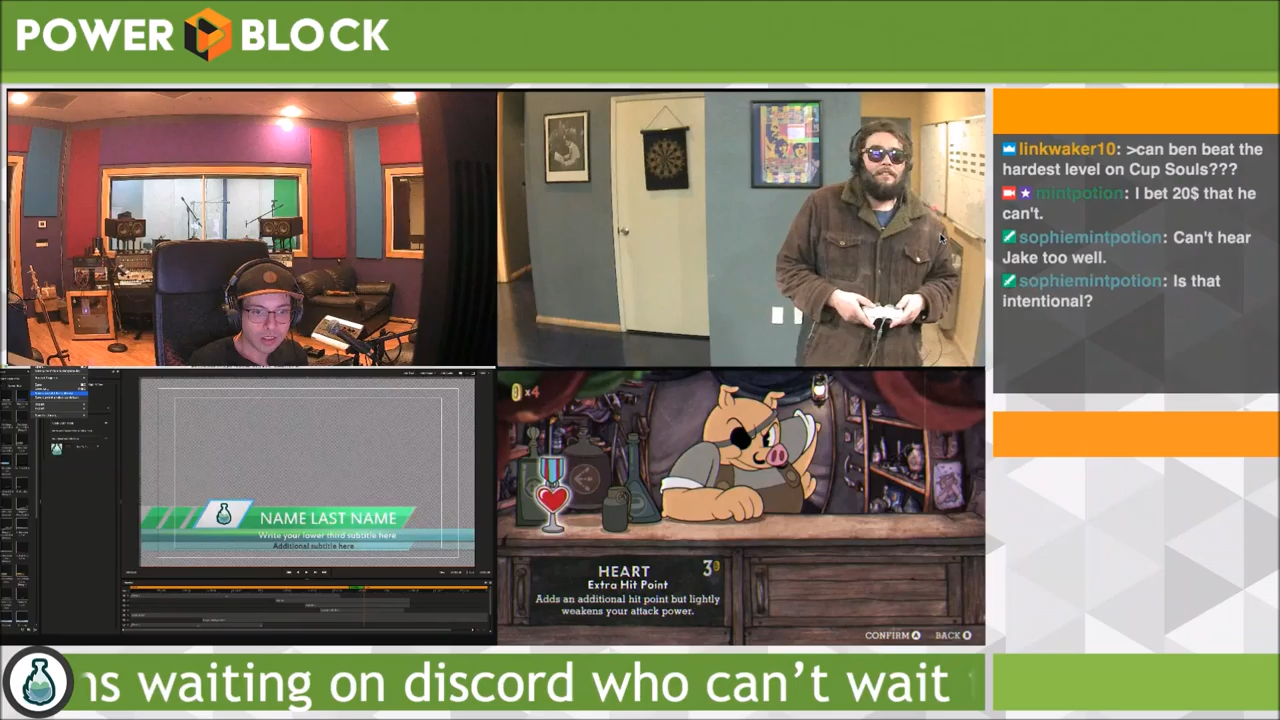 POWER BLOCK
linkwaker10: >can ben beat the
hardest level on Cup Souls???
mintpotion: I bet 20$ that he
can't.
sophiemintpotion: Can't hear
Jake too well.
sophiemintpotion: Is that
intentional?
NAME LAST NAME
Write your lower third subtitle here
Additional subtitle here
x4
HEART
3
Extra Hit Point
Adds an additional hit point but lightly
weakens your attack power.
CONFIRM A BACK B
ns waiting on discord who can't wait